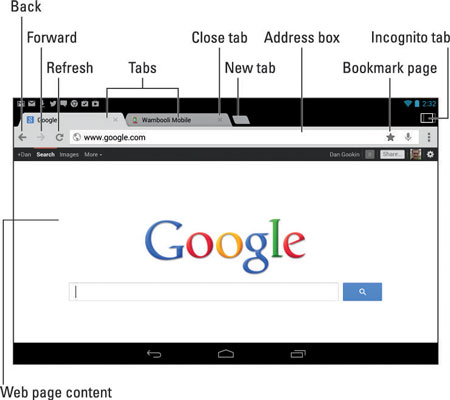 Back
Forward
Close tab
Address box
Incognito tab
Refresh
Tabs
New tab
Bookmark page
2:32
Google
Wambooli Mobile
www.google.com
+Dan Search Images More
Dan Gookin
Share...
Google
Web page content